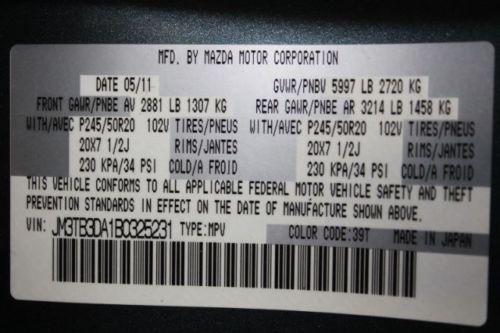 MFD. BY MAZDA MOTOR CORPORATION
DATE 05/11 GVWR/PNBV 5997 LB 2720 KG
FRONT GAWR/PNBE AV 2881 LB 1307 KG REAR GAWR/PNBE AR 3214 LB 1458 KG
WITH/AVEC P245/50R20 102V TIRES/PNEUS WITH/AVEC P245/50R20 102V TIRES/PNEUS
20X7 1/2J RIMS/JANTES 20X7 1/2J RIMS/JANTES
230 KPA/34 PSI COLD/A FROID 230 KPA/34 PSI COLD/A FROID
THIS VEHICLE CONFORMS TO ALL APPLICABLE FEDERAL MOTOR VEHICLE SAFETY AND THEFT
PREVENTION STANDARDS IN EFFECT ON THE DATE OF MANUFACTURE SHOWN ABOVE.
VIN: JM3TB3DA1B0325231 TYPE:MPV COLOR CODE:39T MADE IN JAPAN